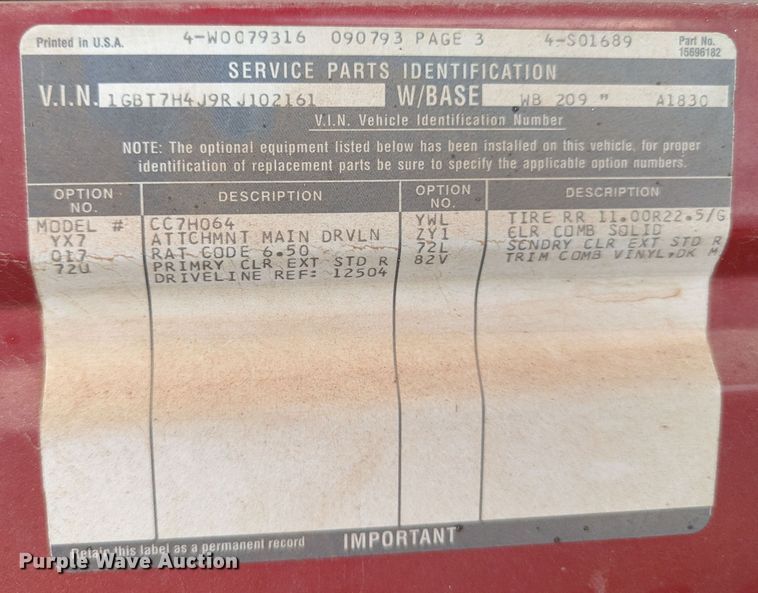 Printed in U.S.A. 4-W0C79316 090793 PAGE 3 4-S01689 Part No. 15696182
SERVICE PARTS IDENTIFICATION
V.I.N. 1GBT7H4J9RJ102161 W/BASE WB 209 " A1830
V.I.N. Vehicle Identification Number
NOTE: The optional equipment listed below has been installed on this vehicle, for proper
identification of replacement parts be sure to specify the applicable option numbers.
OPTION NO. DESCRIPTION OPTION NO. DESCRIPTION
MODEL # CC7H064 YWL TIRE RR 11.00R22.5/G
YX7 ATTCHMNT MAIN DRVLN ZY1 CLR COMB SOLID
017 RAT CODE 6.50 72L SCNDRY CLR EXT STD R
72U PRIMRY CLR EXT STD R 82V TRIM COMB VINYL,DK M
DRIVELINE REF: 12504
Retain this label as a permanent record IMPORTANT
Purple Wave Auction